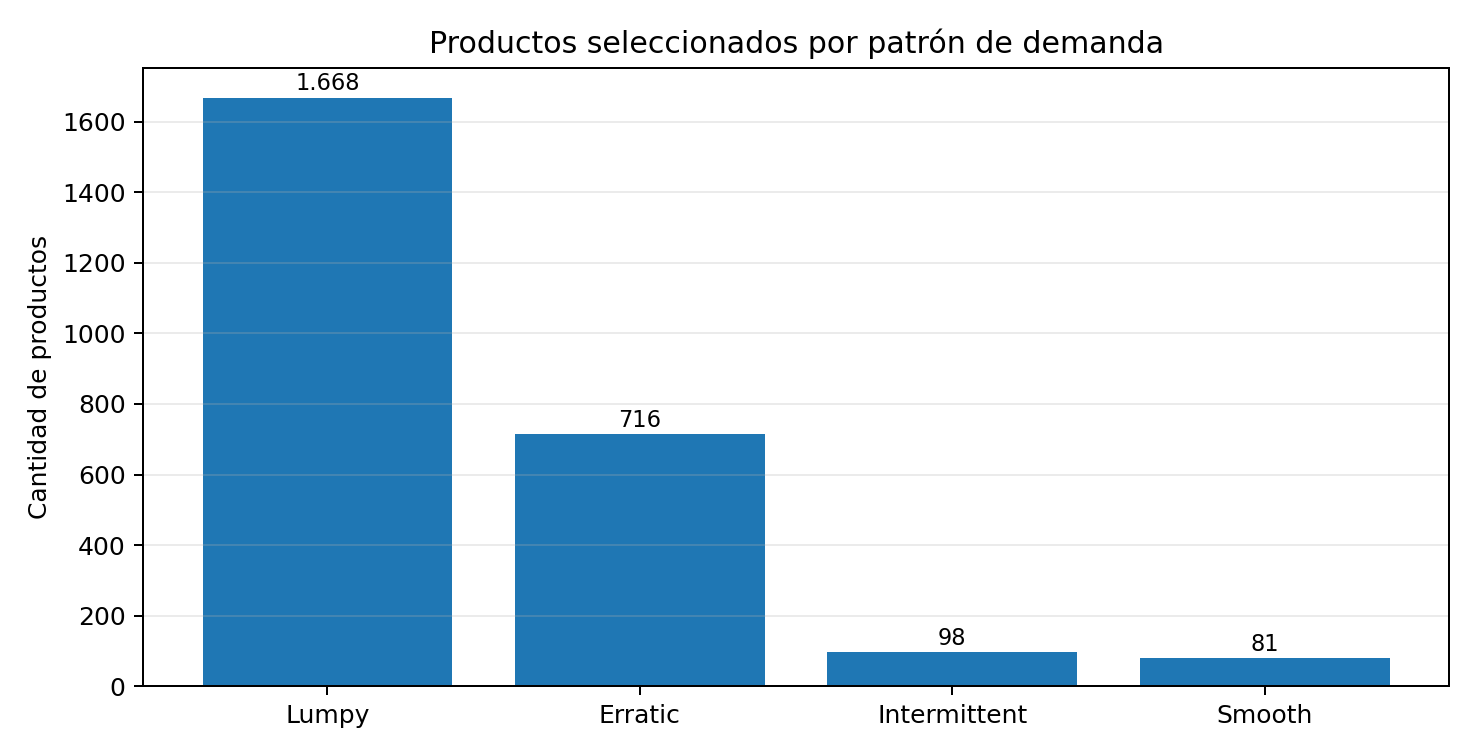 Productos seleccionados por patrón de demanda
Cantidad de productos
1600
1400
1200
1000
800
600
400
200
0
1.668
716
98
81
Lumpy
Erratic
Intermittent
Smooth